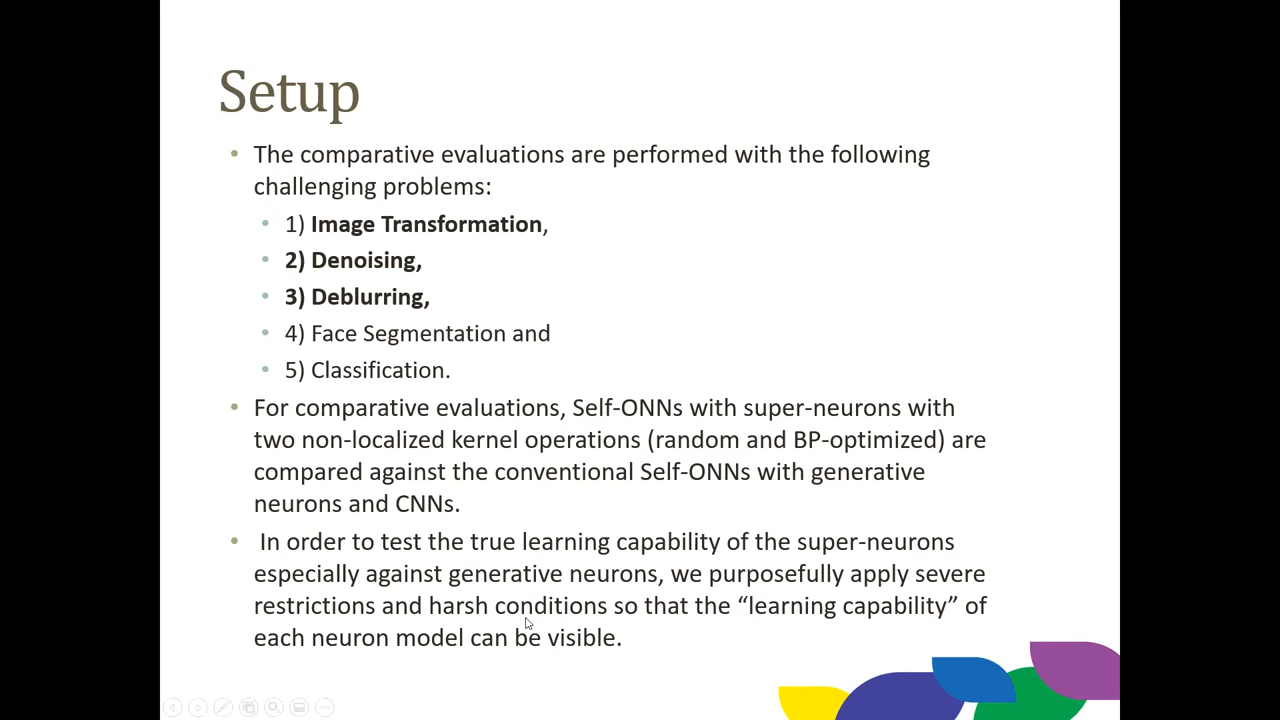 Setup
• The comparative evaluations are performed with the following
challenging problems:
• 1) Image Transformation,
• 2) Denoising,
• 3) Deblurring,
• 4) Face Segmentation and
• 5) Classification.
• For comparative evaluations, Self-ONNs with super-neurons with
two non-localized kernel operations (random and BP-optimized) are
compared against the conventional Self-ONNs with generative
neurons and CNNs.
• In order to test the true learning capability of the super-neurons
especially against generative neurons, we purposefully apply severe
restrictions and harsh conditions so that the “learning capability” of
each neuron model can be visible.